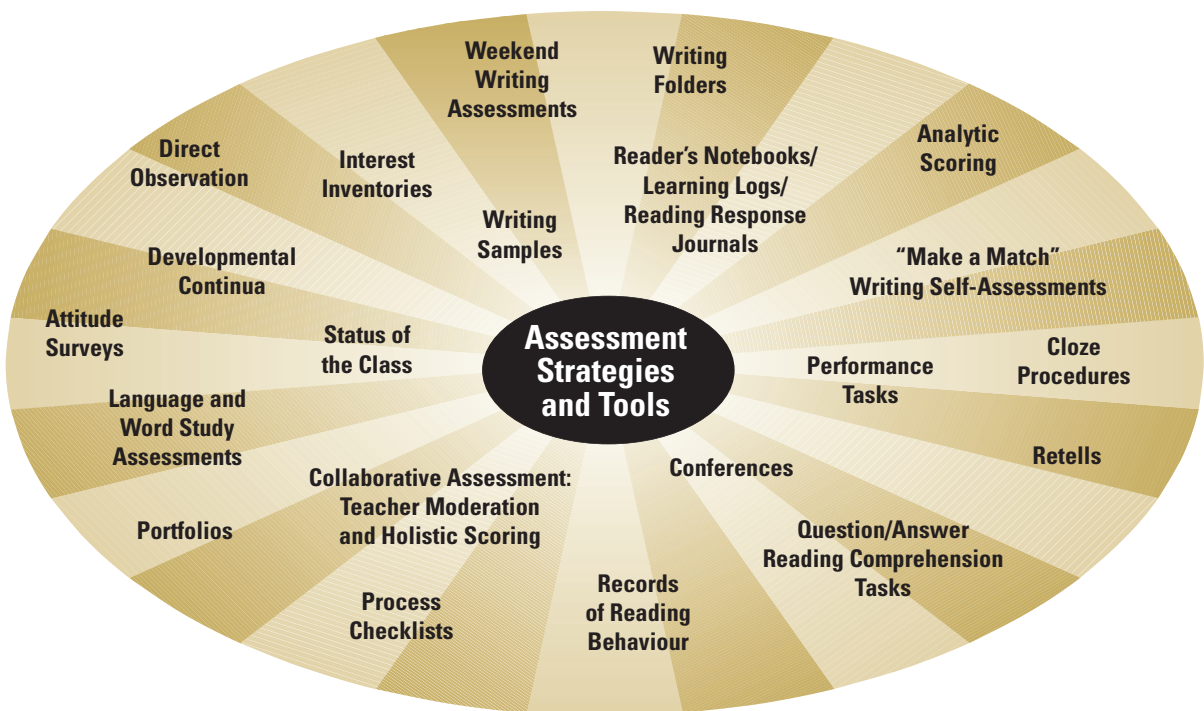 Weekend
Writing
Assessments
Writing
Folders
Analytic
Scoring
Direct
Observation
Interest
Inventories
Reader's Notebooks/
Learning Logs/
Reading Response
Journals
Writing
Samples
Developmental
Continua
“Make a Match”
Writing Self-Assessments
Attitude
Surveys
Status of
the Class
Assessment
Strategies
and Tools
Performance
Tasks
Cloze
Procedures
Language and
Word Study
Assessments
Retells
Collaborative Assessment:
Teacher Moderation
and Holistic Scoring
Conferences
Portfolios
Question/Answer
Reading Comprehension
Tasks
Process
Checklists
Records
of Reading
Behaviour